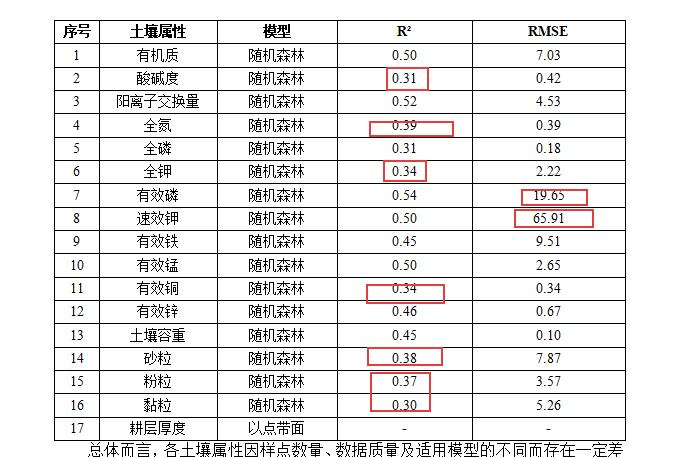 序号 土壤属性 模型 R² RMSE
1 有机质 随机森林 0.50 7.03
2 酸碱度 随机森林 0.31 0.42
3 阳离子交换量 随机森林 0.52 4.53
4 全氮 随机森林 0.39 0.39
5 全磷 随机森林 0.31 0.18
6 全钾 随机森林 0.34 2.22
7 有效磷 随机森林 0.54 19.65
8 速效钾 随机森林 0.50 65.91
9 有效铁 随机森林 0.45 9.51
10 有效锰 随机森林 0.50 2.65
11 有效铜 随机森林 0.34 0.34
12 有效锌 随机森林 0.46 0.67
13 土壤容重 随机森林 0.45 0.10
14 砂粒 随机森林 0.38 7.87
15 粉粒 随机森林 0.37 3.57
16 黏粒 随机森林 0.30 5.26
17 耕层厚度 以点带面 - -
总体而言，各土壤属性因样点数量、数据质量及适用模型的不同而存在一定差